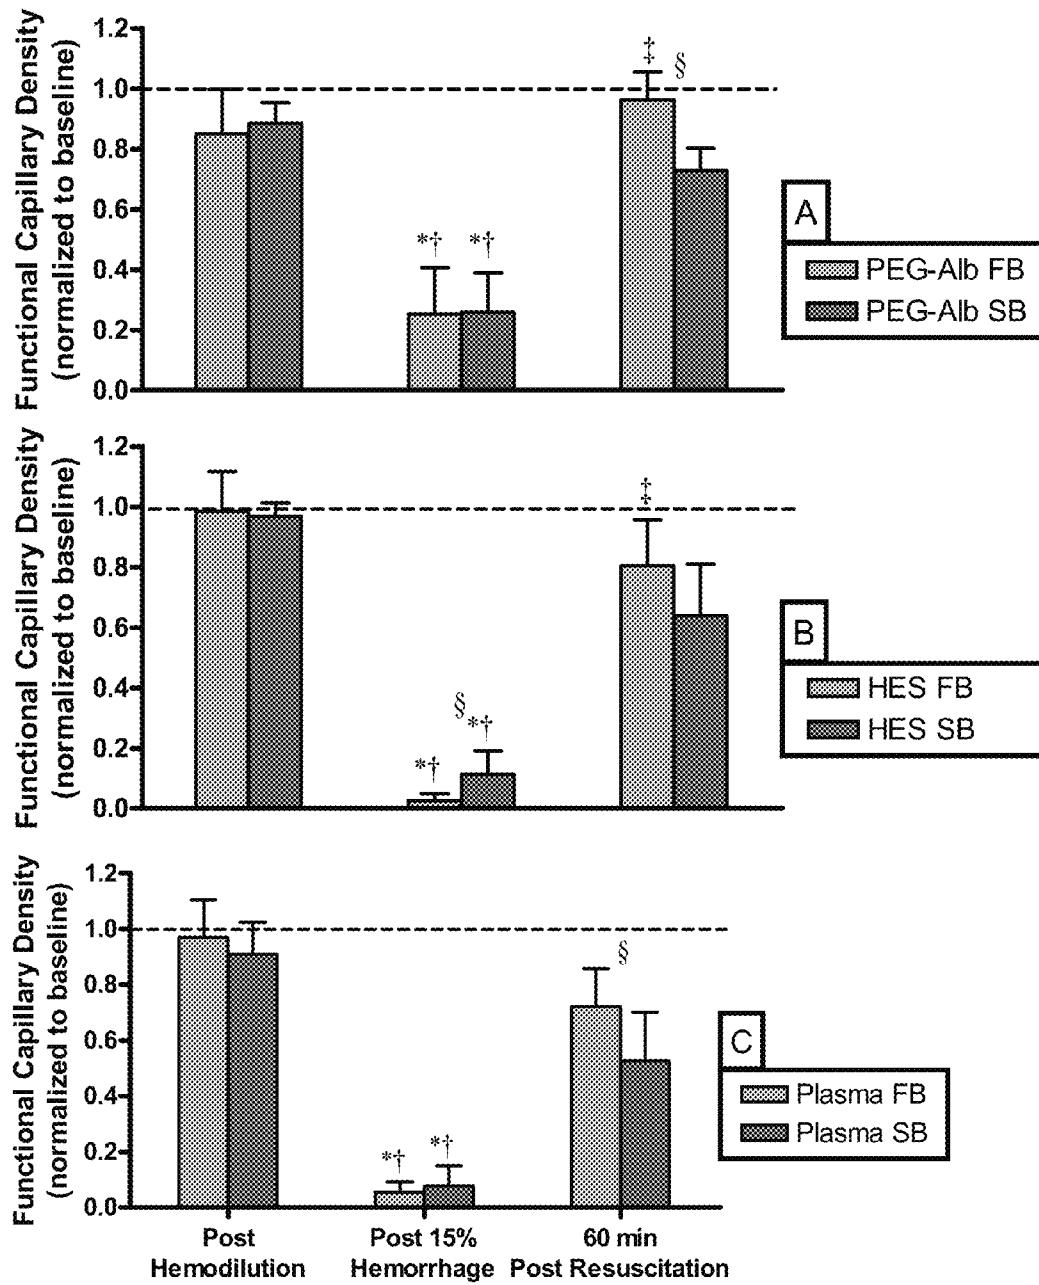 Functional Capillary Density
(normalized to baseline)
1.2
1.0
0.8
0.6
0.4
0.2
0.0
*†
*†
‡
§
A
PEG-Alb FB
PEG-Alb SB
Functional Capillary Density
(normalized to baseline)
1.2
1.0
0.8
0.6
0.4
0.2
0.0
*†
§
*†
‡
B
HES FB
HES SB
Functional Capillary Density
(normalized to baseline)
1.2
1.0
0.8
0.6
0.4
0.2
0.0
*†
*†
§
C
Plasma FB
Plasma SB
Post
Hemodilution
Post 15%
Hemorrhage
60 min
Post Resuscitation